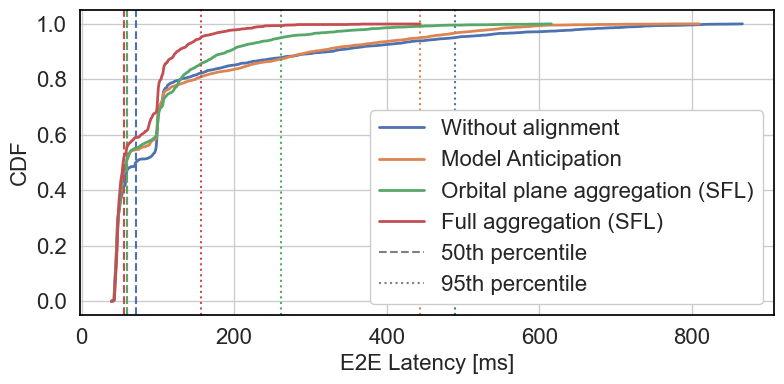 1.0
0.8
0.6
0.4
0.2
0.0
CDF
0
200
400
600
800
E2E Latency [ms]
Without alignment
Model Anticipation
Orbital plane aggregation (SFL)
Full aggregation (SFL)
50th percentile
95th percentile